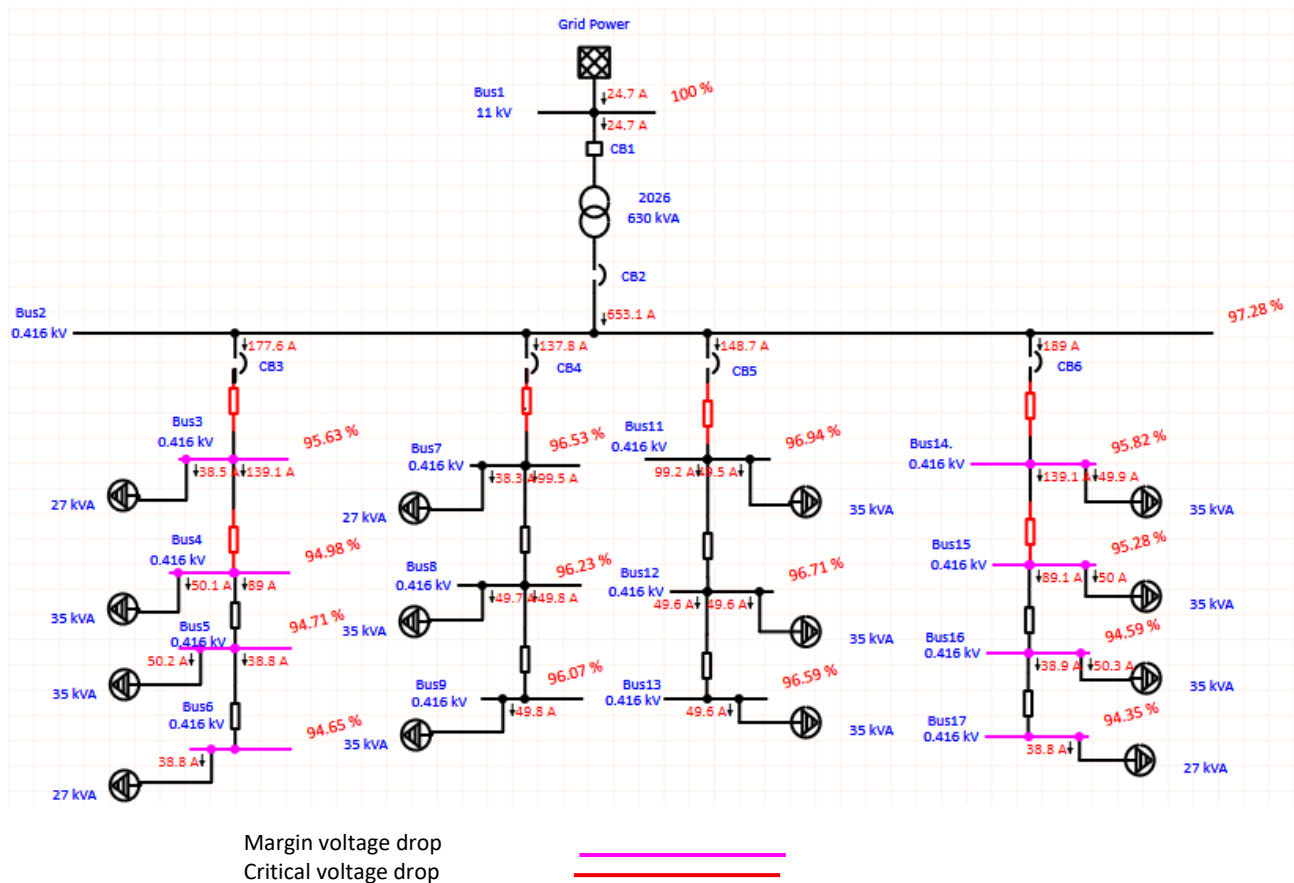 Grid Power
24.7 A
100 %
Bus1
11 kV
24.7 A
CB1
2026
630 kVA
CB2
Bus2
0.416 kV
653.1 A
97.28 %
177.6 A
137.8 A
148.7 A
189 A
CB3
CB4
CB5
CB6
Bus3
0.416 kV
95.63 %
38.5 A
139.1 A
27 kVA
Bus4
0.416 kV
94.98 %
50.1 A
89 A
35 kVA
Bus5
0.416 kV
94.71 %
50.2 A
38.8 A
35 kVA
Bus6
0.416 kV
94.65 %
38.8 A
27 kVA
Bus7
0.416 kV
96.53 %
38.3 A
99.5 A
27 kVA
Bus8
0.416 kV
96.23 %
49.7 A
49.8 A
35 kVA
Bus9
0.416 kV
96.07 %
49.8 A
35 kVA
Bus11
0.416 kV
96.94 %
99.2 A
49.5 A
35 kVA
Bus12
0.416 kV
96.71 %
49.6 A
49.6 A
35 kVA
Bus13
0.416 kV
96.59 %
49.6 A
35 kVA
Bus14.
0.416 kV
95.82 %
139.1 A
49.9 A
35 kVA
Bus15
0.416 kV
95.28 %
89.1 A
50 A
35 kVA
Bus16
0.416 kV
94.59 %
38.9 A
50.3 A
35 kVA
Bus17
0.416 kV
94.35 %
38.8 A
27 kVA
Margin voltage drop
Critical voltage drop